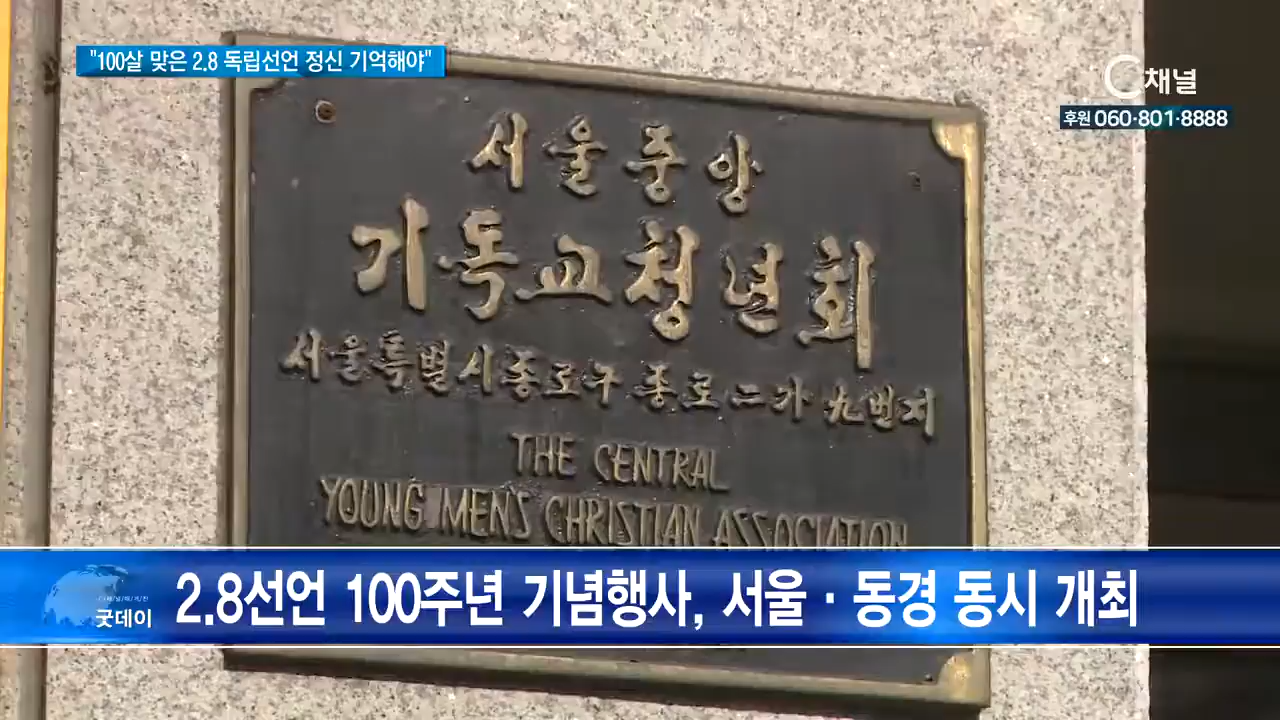 "100살 맞은 2.8 독립선언 정신 기억해야"
C채널
후원 060-801-8888
서울중앙
기독교청년회
서울특별시종로구 종로二가 九번지
THE CENTRAL
YOUNG MEN'S CHRISTIAN ASSOCIATION
굿데이
2.8선언 100주년 기념행사, 서울·동경 동시 개최